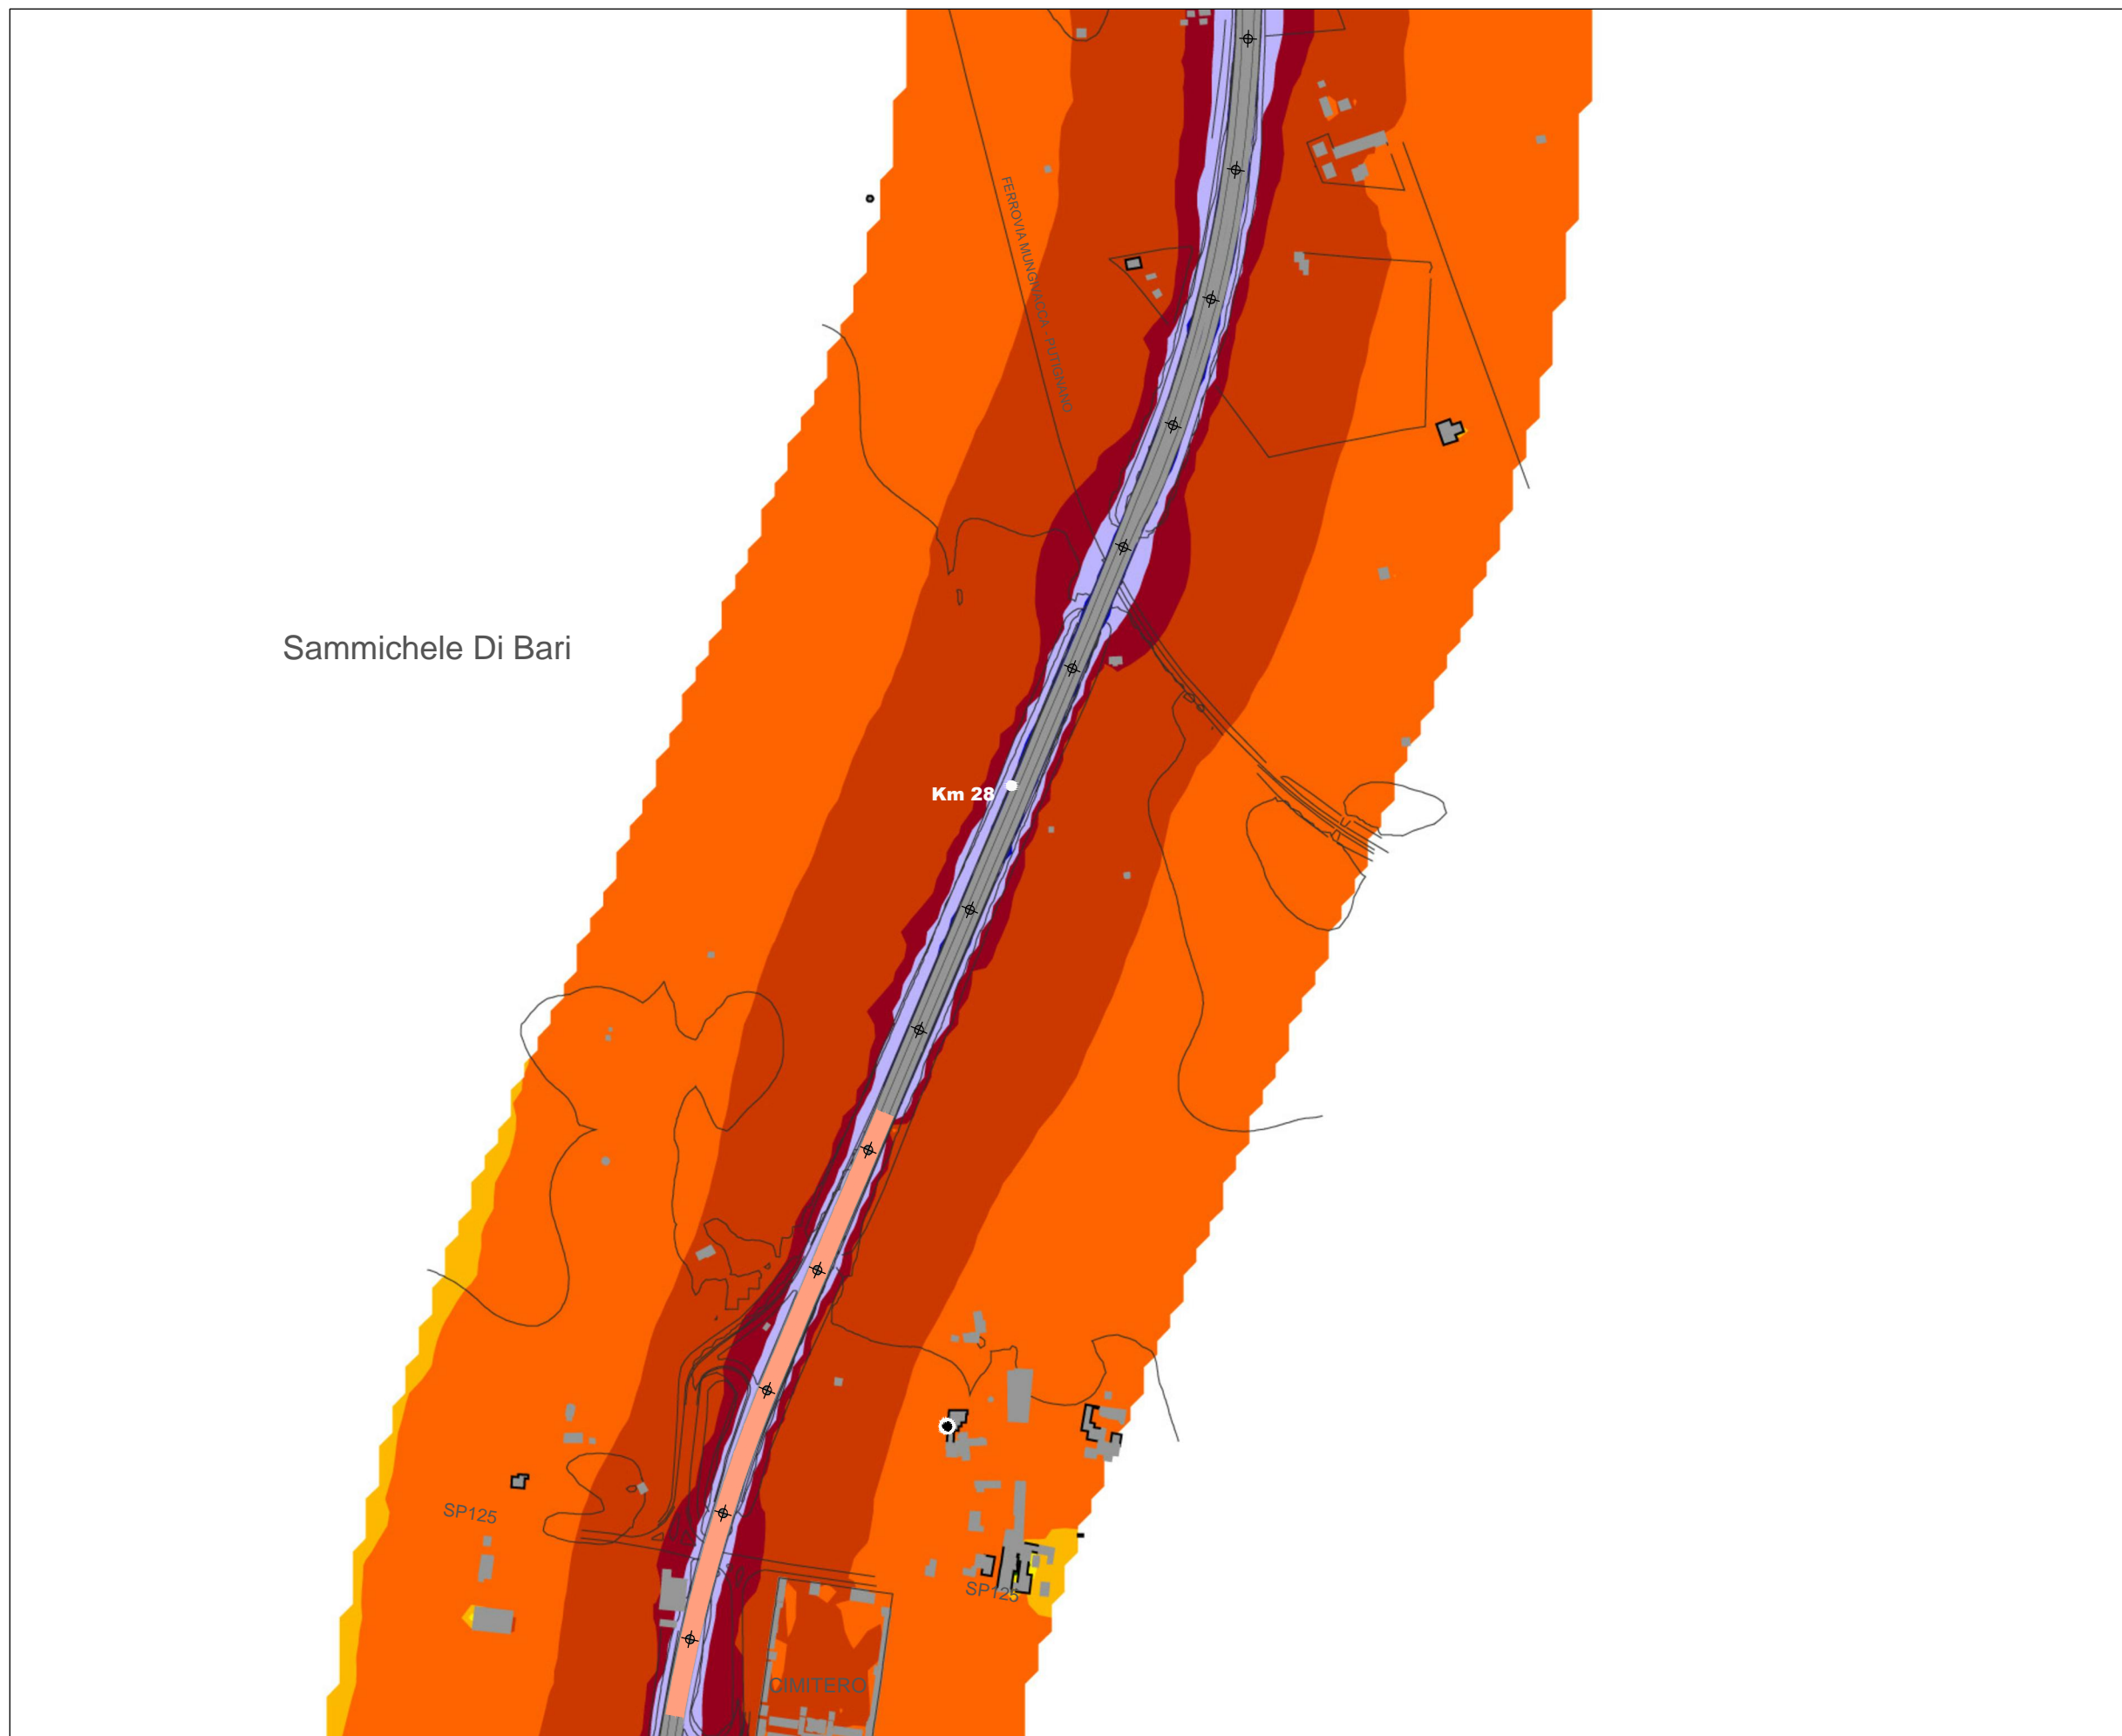 FERROVIA MUNGIVACCA - PUTIGNANO
Sammichele Di Bari
Km 28
SP125
SP125
CIMITERO